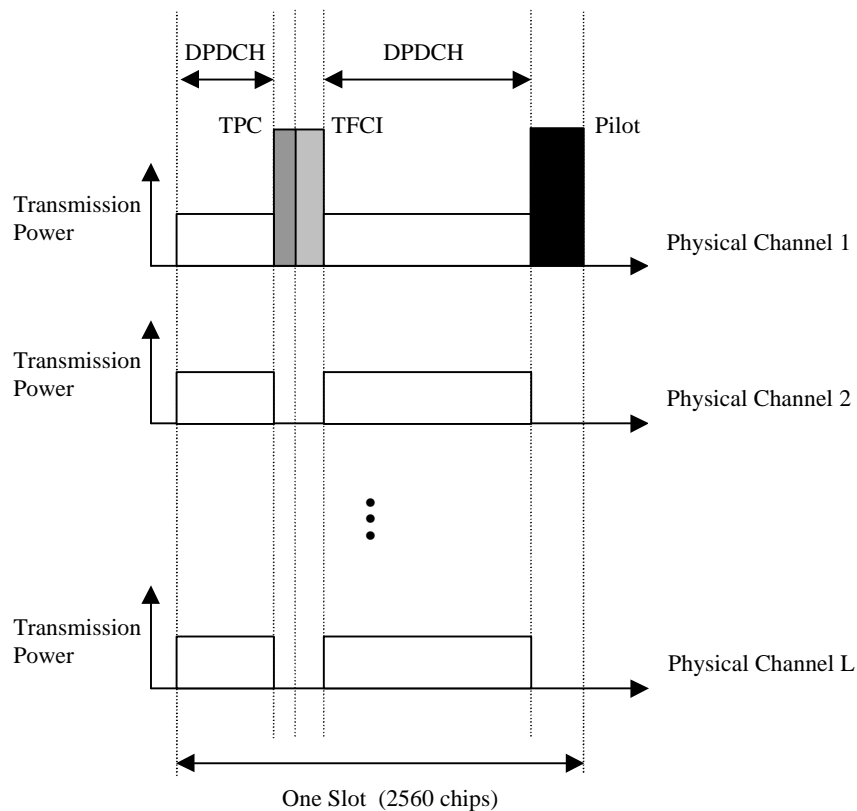 DPDCH
DPDCH
TPC
TFCI
Pilot
Transmission
Power
Physical Channel 1
Transmission
Power
Physical Channel 2
Transmission
Power
Physical Channel L
One Slot (2560 chips)